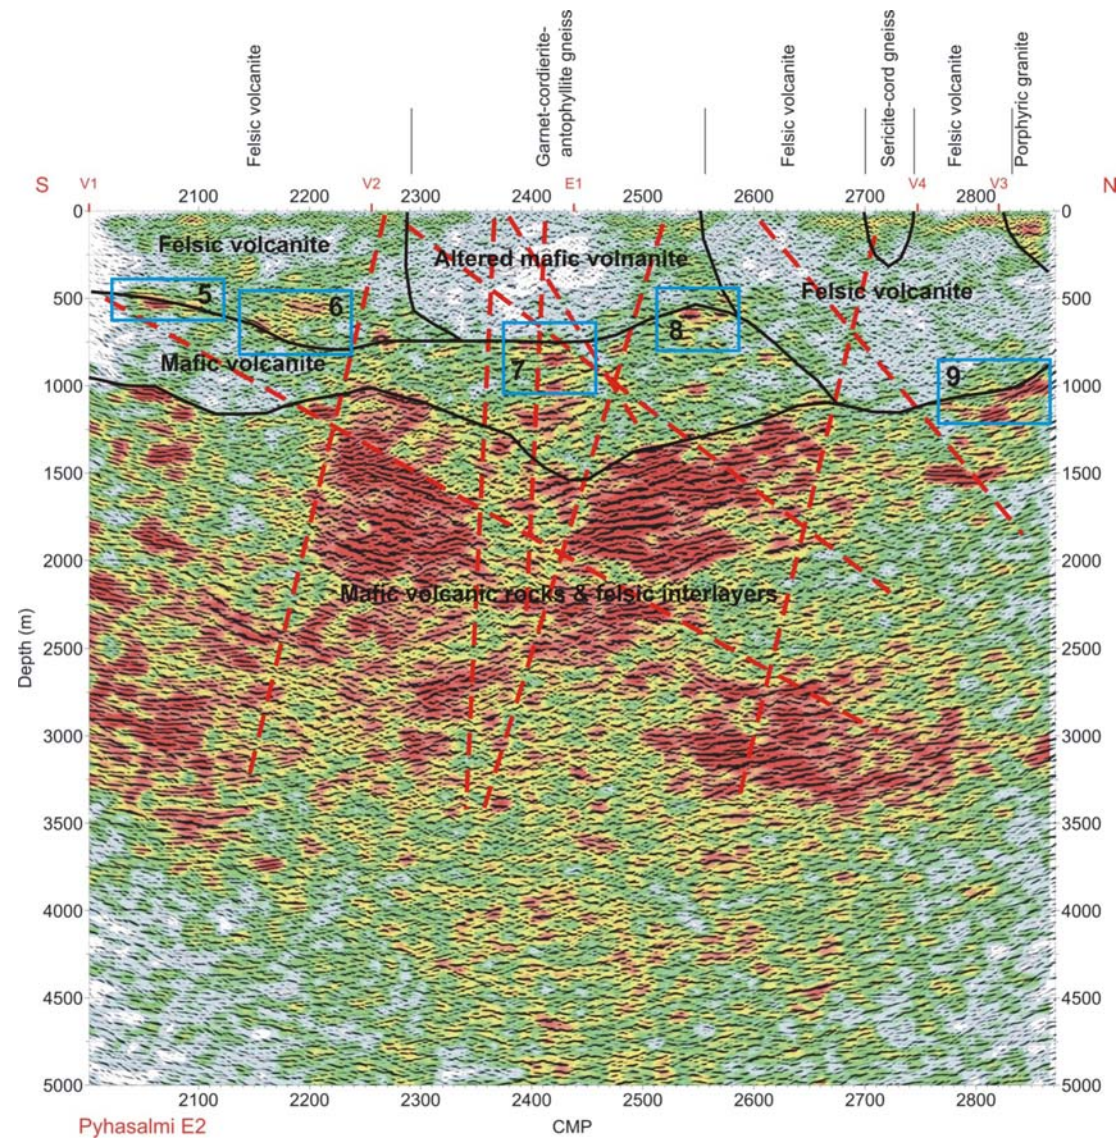 Felsic volcanite
Garnet-cordierite-
antophyllite gneiss
Felsic volcanite
Sericite-cord gneiss
Felsic volcanite
Porphyric granite
S V1 V2 E1 V4 V3 N
2100 2200 2300 2400 2500 2600 2700 2800
0 0
Felsic volcanite
Altered mafic volnanite
Felsic volcanite
500 500
5
6
8
Mafic volcanite
7
9
1000 1000
1500 1500
2000 2000
Mafic volcanic rocks & felsic interlayers
2500 2500
Depth (m)
3000 3000
3500 3500
4000 4000
4500 4500
5000 5000
2100 2200 2300 2400 2500 2600 2700 2800
Pyhasalmi E2
CMP